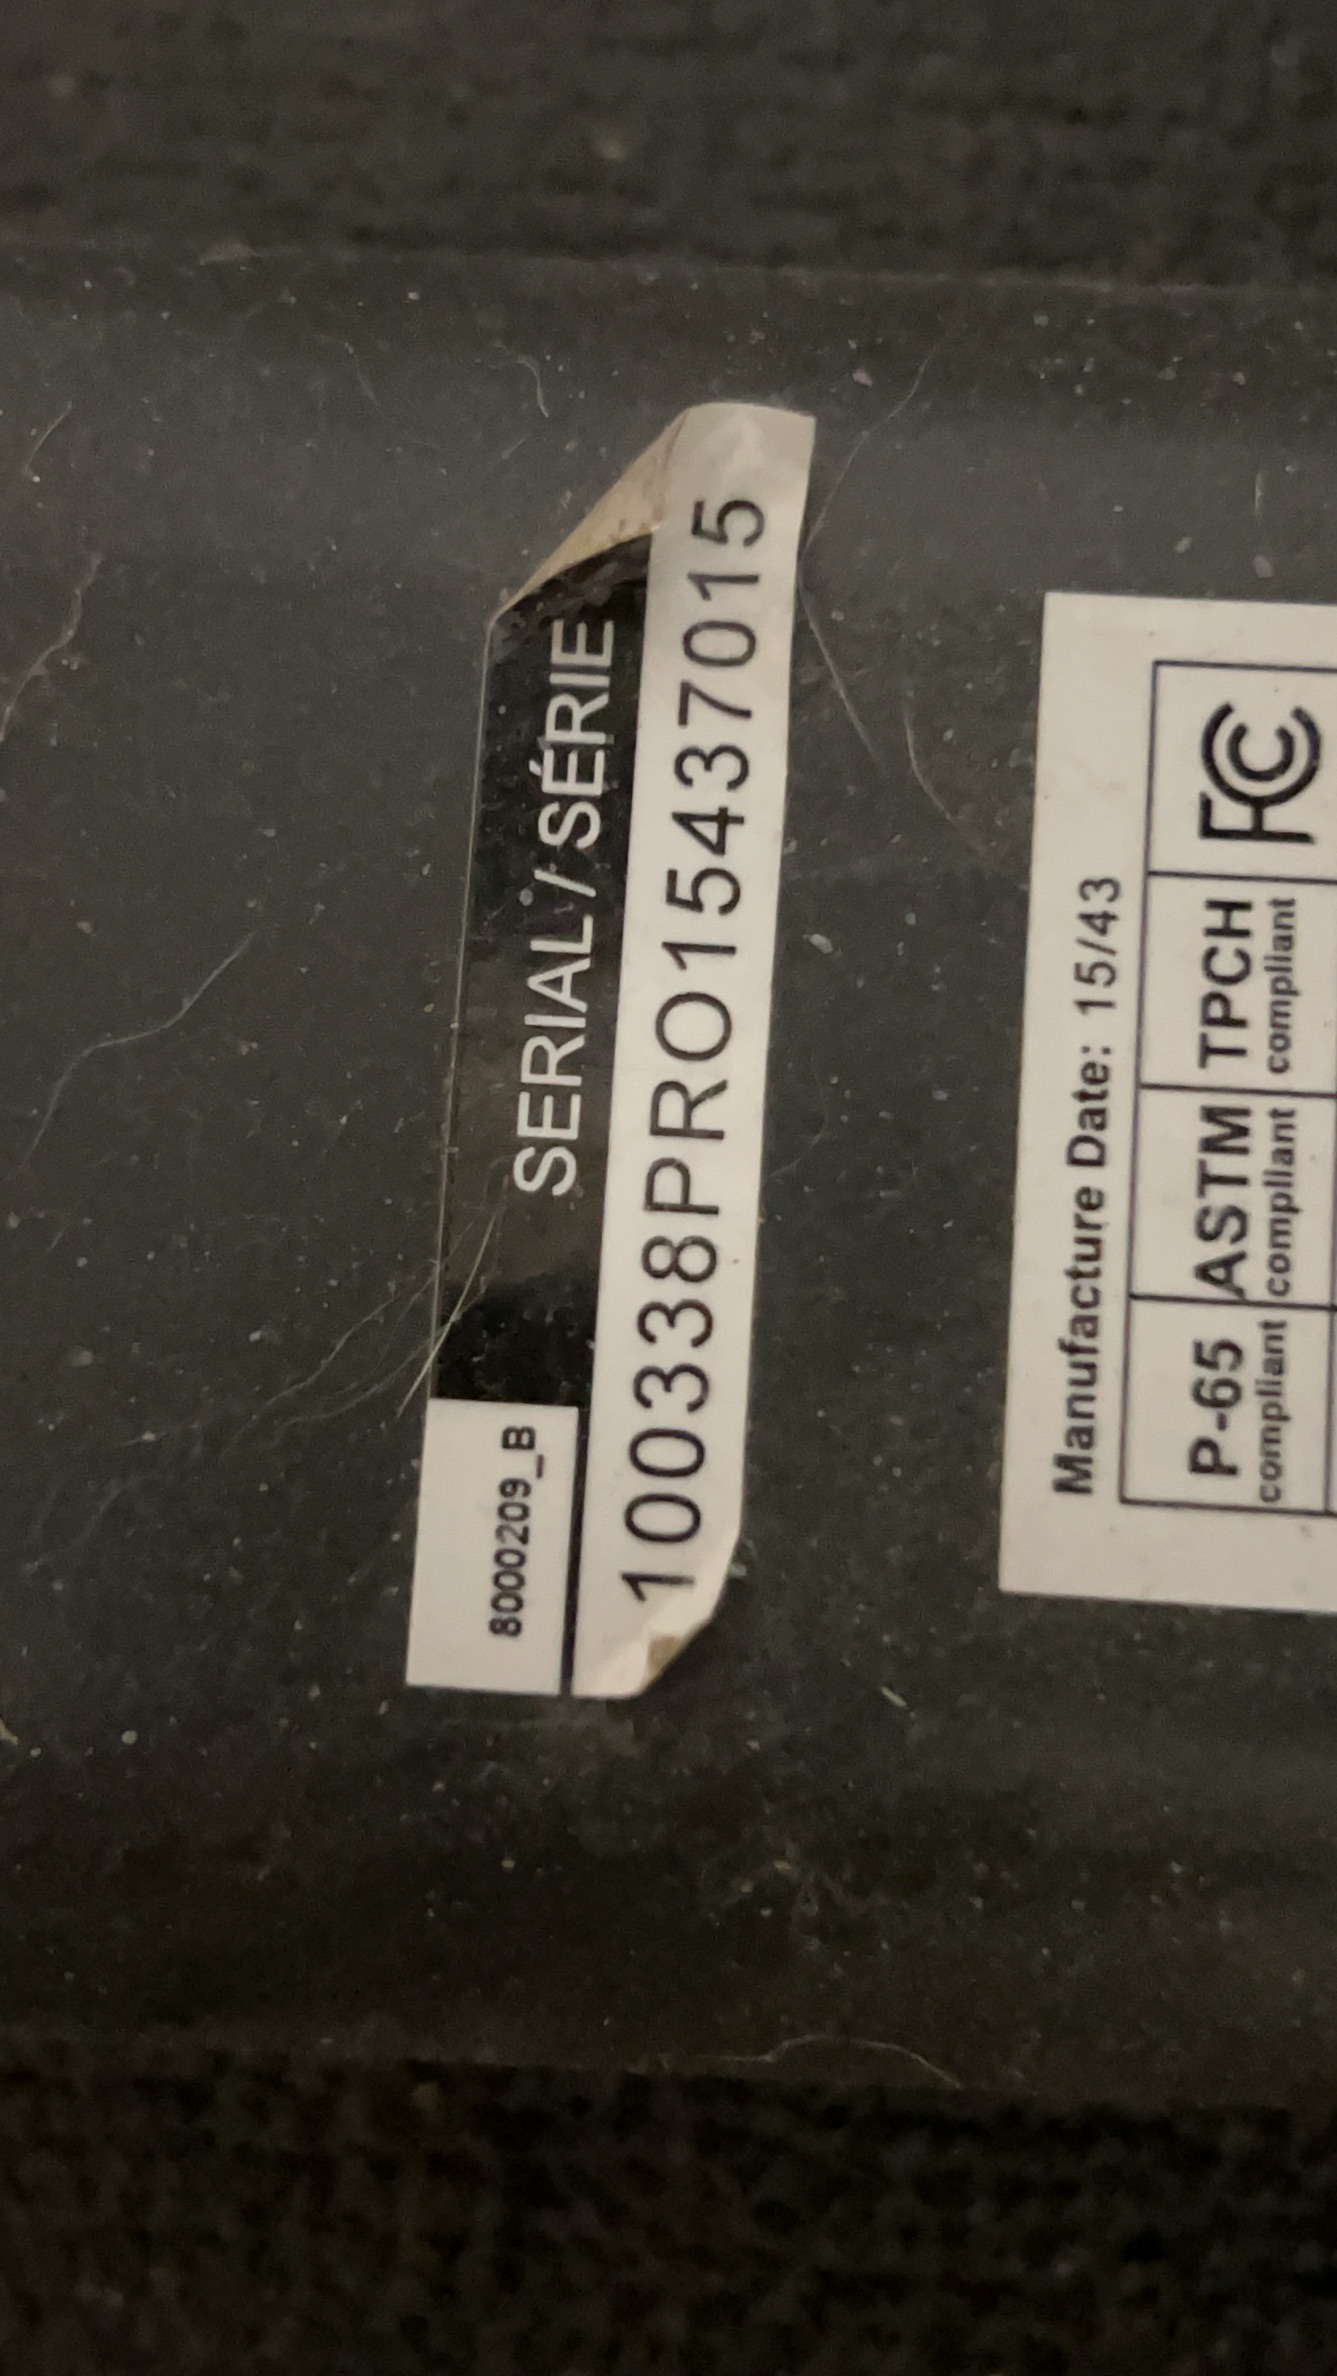 8000209_B
SERIAL / SÉRIE
100338PRO15437015
Manufacture Date: 15/43
P-65 compliant
ASTM compliant
TPCH compliant
FC